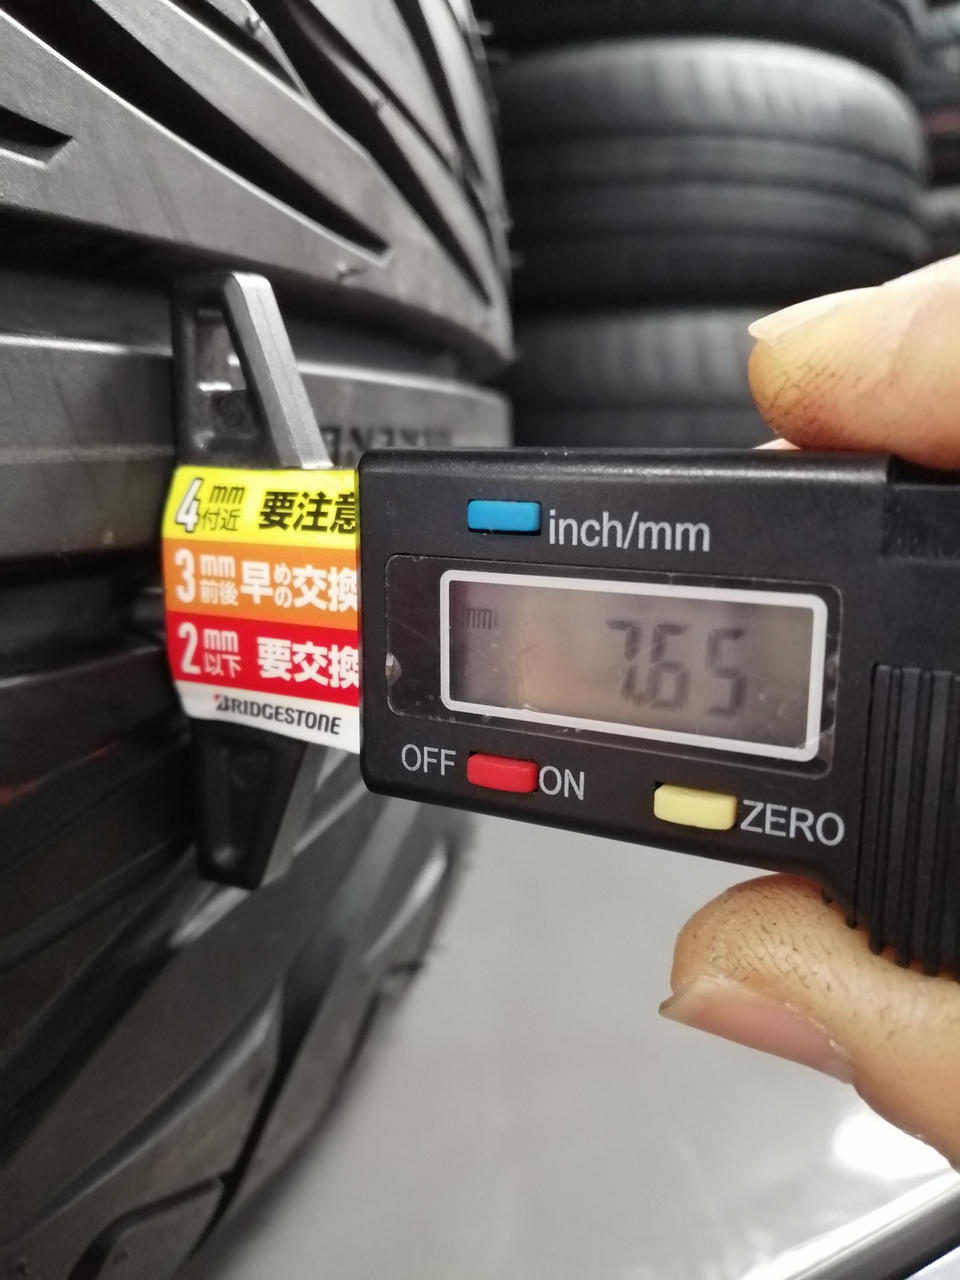 4mm付近 要注意
3mm前後 早めの交換
2mm以下 要交換
BRIDGESTONE
inch/mm
mm
7.65
OFF ON
ZERO